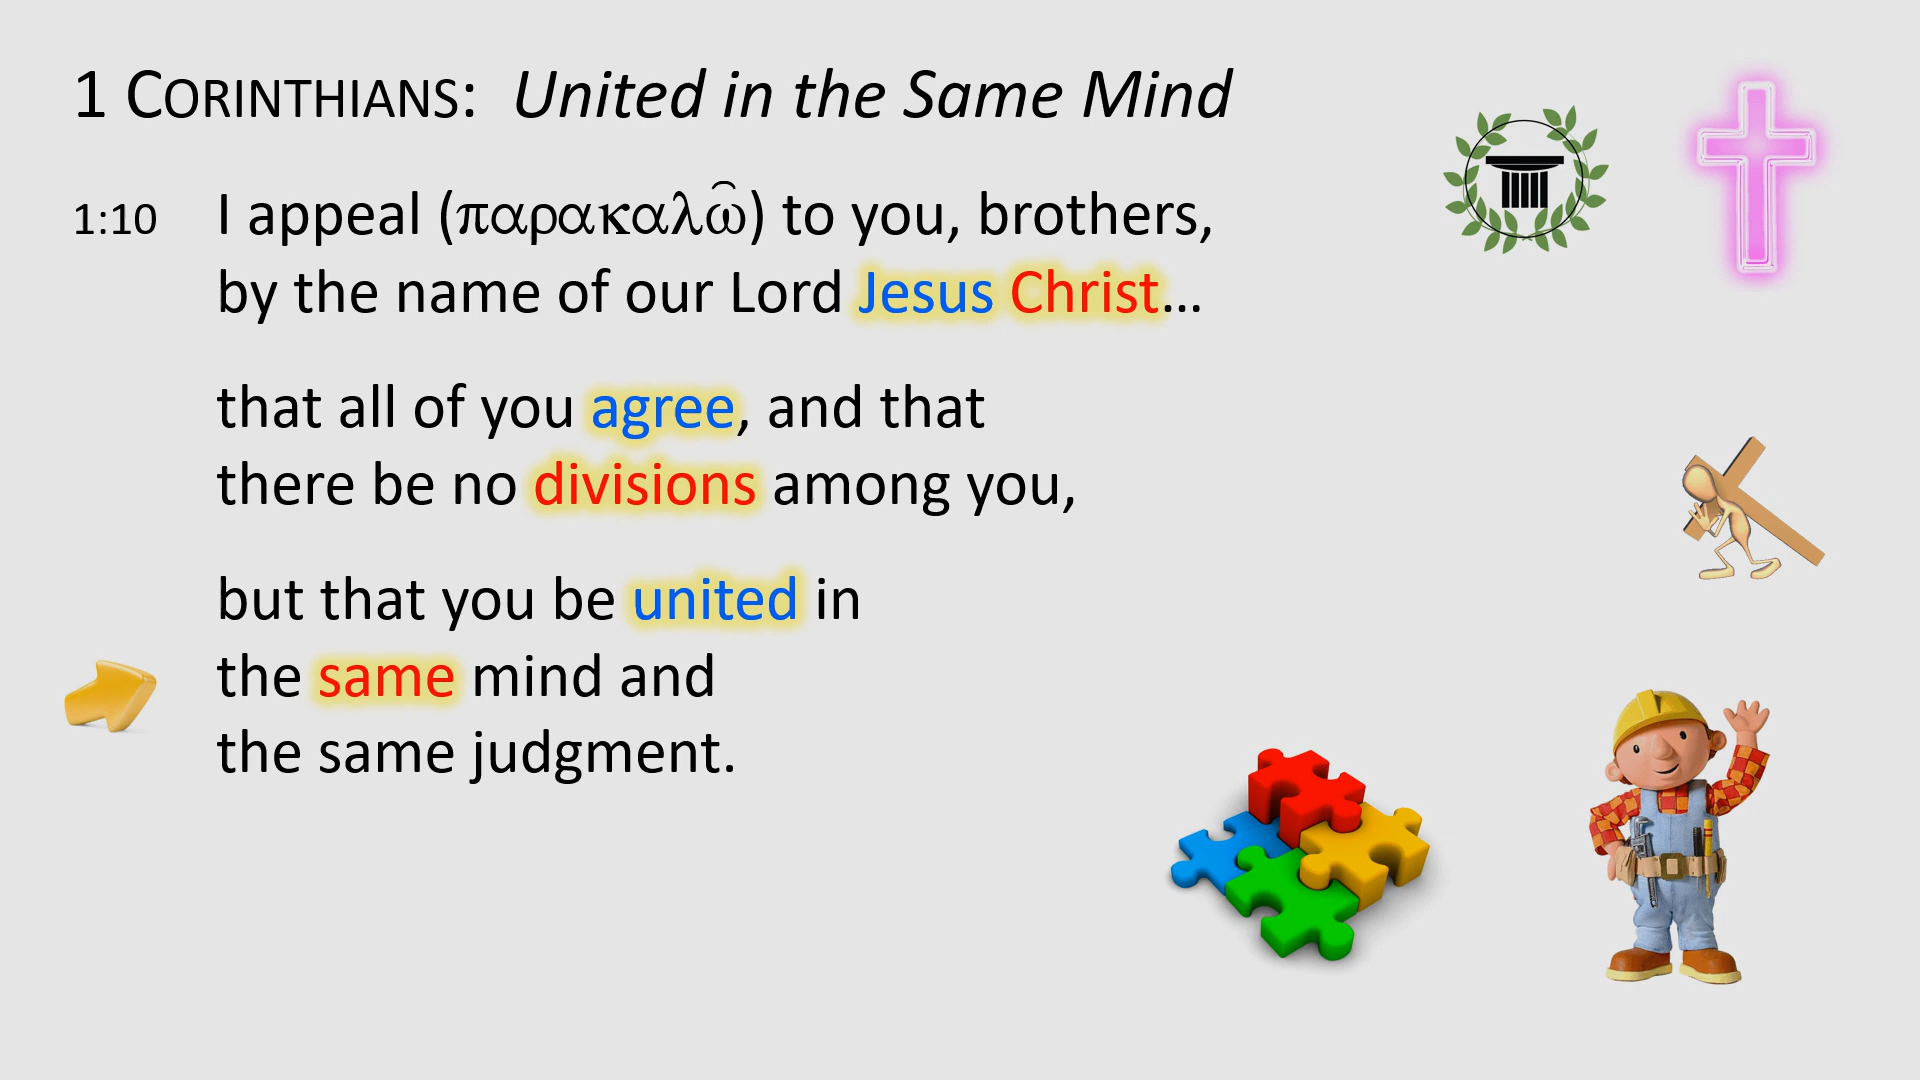 1 CORINTHIANS: United in the Same Mind
1:10 I appeal (παρακαλῶ) to you, brothers,
by the name of our Lord Jesus Christ…
that all of you agree, and that
there be no divisions among you,
but that you be united in
the same mind and
the same judgment.